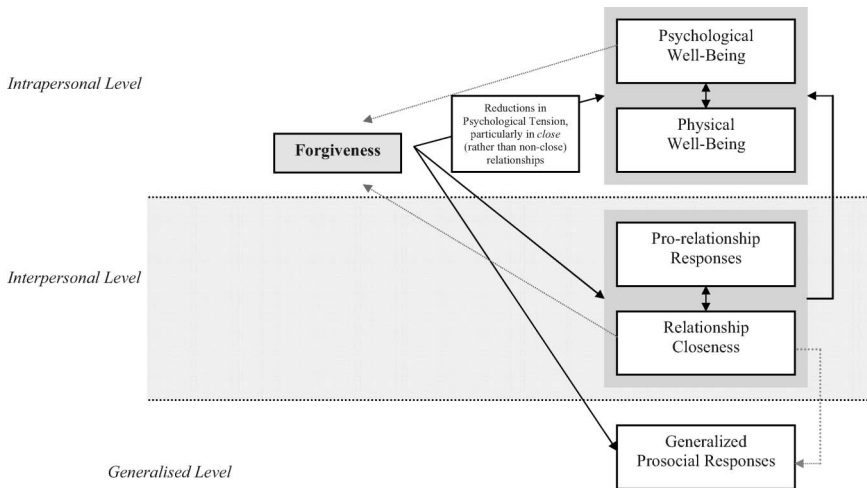 Intrapersonal Level
Psychological
Well-Being
Reductions in
Psychological Tension,
particularly in close
(rather than non-close)
relationships
Physical
Well-Being
Forgiveness
Interpersonal Level
Pro-relationship
Responses
Relationship
Closeness
Generalised Level
Generalized
Prosocial Responses